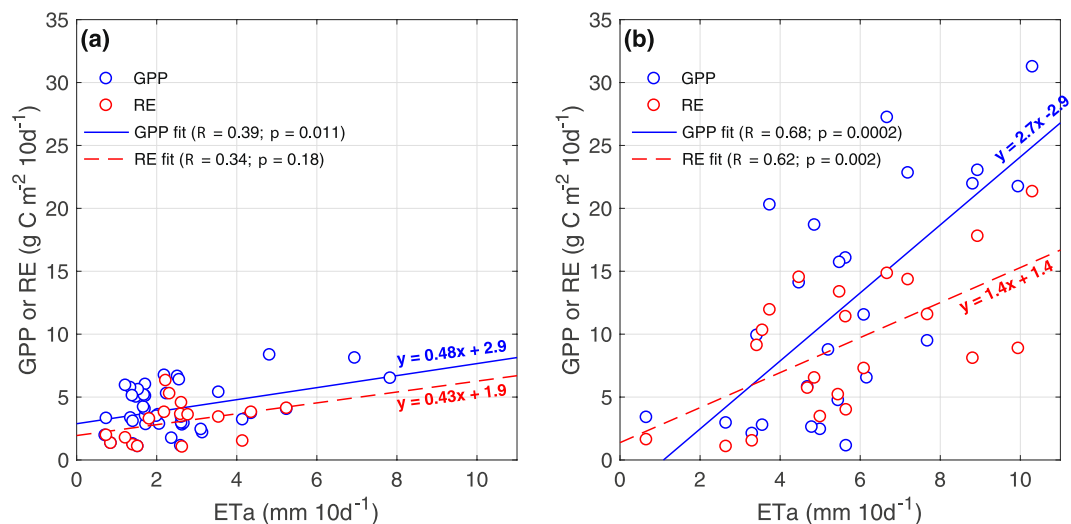 35
30
25
20
15
10
5
0
GPP or RE (g C m⁻² 10d⁻¹)
(a)
GPP
RE
GPP fit (R = 0.39; p = 0.011)
RE fit (R = 0.34; p = 0.18)
y = 0.48x + 2.9
y = 0.43x + 1.9
0 2 4 6 8 10
ETa (mm 10d⁻¹)
35
30
25
20
15
10
5
0
GPP or RE (g C m⁻² 10d⁻¹)
(b)
GPP
RE
GPP fit (R = 0.68; p = 0.0002)
RE fit (R = 0.62; p = 0.002)
y = 2.7x -2.9
y = 1.4x + 1.4
0 2 4 6 8 10
ETa (mm 10d⁻¹)